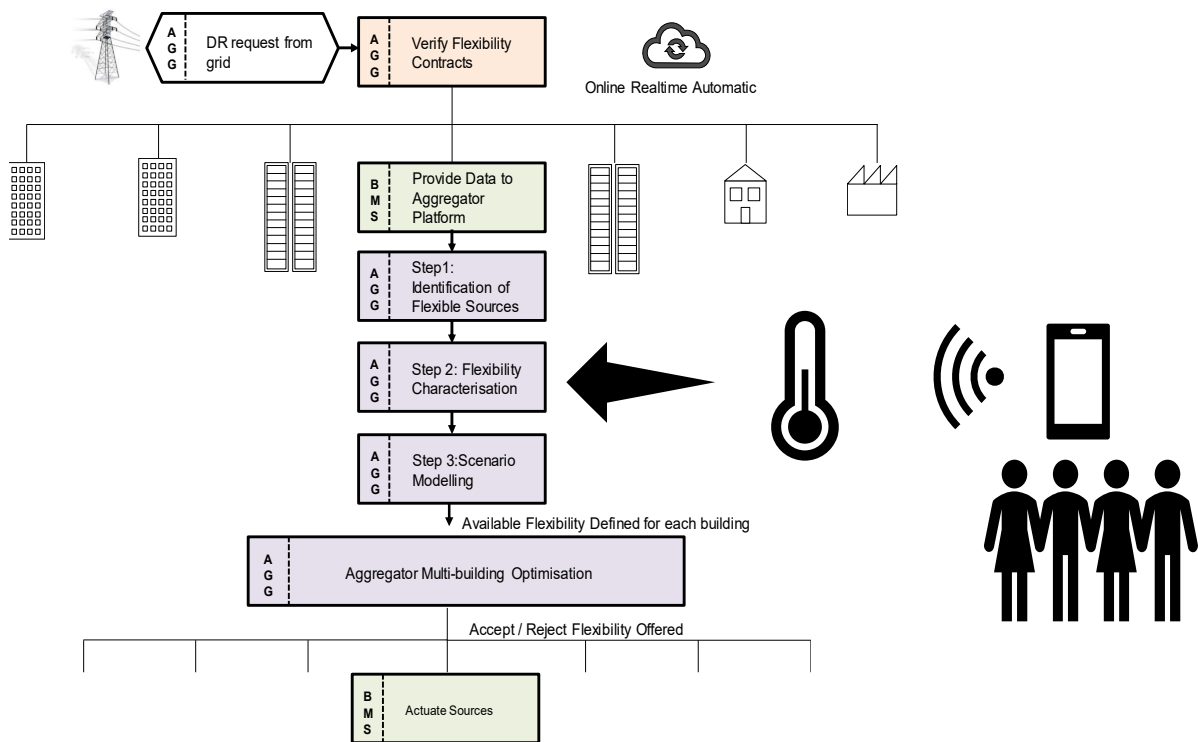 A
G
G
DR request from
grid
A
G
G
Verify Flexibility
Contracts
Online Realtime Automatic
B
M
S
Provide Data to
Aggregator
Platform
A
G
G
Step1:
Identification of
Flexible Sources
A
G
G
Step 2: Flexibility
Characterisation
A
G
G
Step 3:Scenario
Modelling
Available Flexibility Defined for each building
A
G
G
Aggregator Multi-building Optimisation
Accept / Reject Flexibility Offered
B
M
S
Actuate Sources